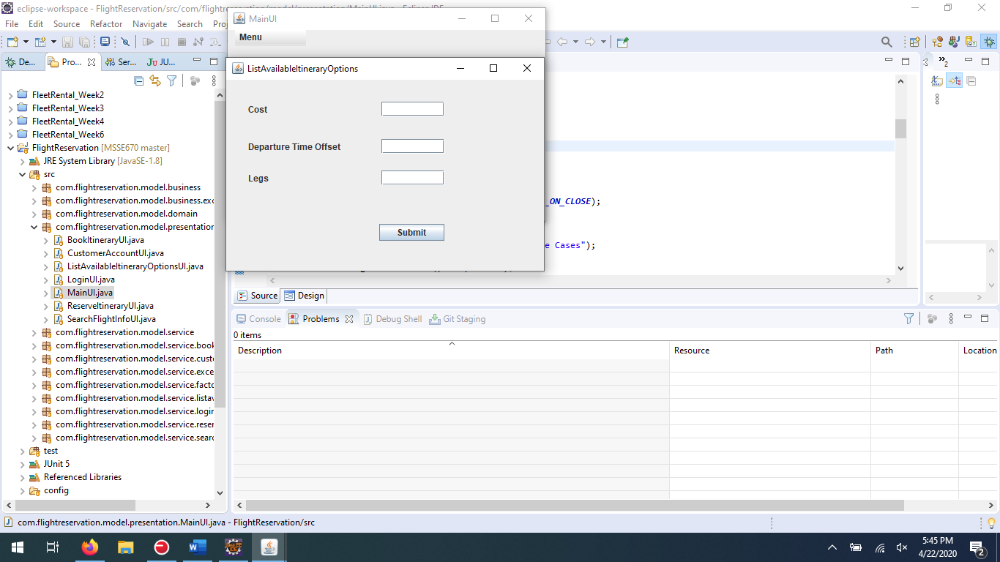 eclipse-workspace - FlightReservation/src/com/flightreservation/model/presentation/MainUI.java - Eclipse IDE
File Edit Source Refactor Navigate Search
MainUI
Menu
ListAvailableItineraryOptions
Cost
Departure Time Offset
Legs
Submit
De...
Pro...
Ser...
JU...
FleetRental_Week2
FleetRental_Week3
FleetRental_Week4
FleetRental_Week6
FlightReservation [MSSE670 master]
JRE System Library [JavaSE-1.8]
src
com.flightreservation.model.business
com.flightreservation.model.business.exc
com.flightreservation.model.domain
com.flightreservation.model.presentation
BookItineraryUI.java
CustomerAccountUI.java
ListAvailableItineraryOptionsUI.java
LoginUI.java
MainUI.java
ReserveItineraryUI.java
SearchFlightInfoUI.java
com.flightreservation.model.service
com.flightreservation.model.service.book
com.flightreservation.model.service.custo
com.flightreservation.model.service.exce
com.flightreservation.model.service.facto
com.flightreservation.model.service.listav
com.flightreservation.model.service.login
com.flightreservation.model.service.reser
com.flightreservation.model.service.searc
test
JUnit 5
Referenced Libraries
config
_ON_CLOSE);
e Cases");
2
Source Design
Console Problems Debug Shell Git Staging
0 items
Description Resource Path Location
com.flightreservation.model.presentation.MainUI.java - FlightReservation/src
5:45 PM
4/22/2020
2